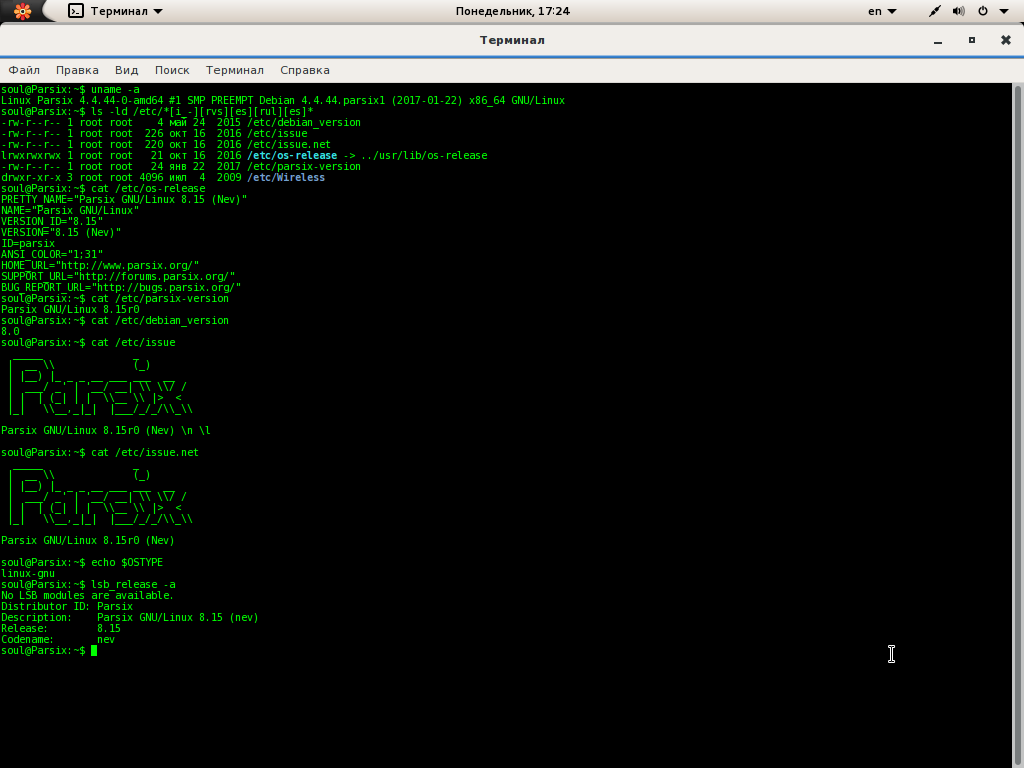 Терминал
Понедельник, 17:24
en
Терминал
Файл Правка Вид Поиск Терминал Справка
soul@Parsix:~$ uname -a
Linux Parsix 4.4.44-0-amd64 #1 SMP PREEMPT Debian 4.4.44.parsix1 (2017-01-22) x86_64 GNU/Linux
soul@Parsix:~$ ls -ld /etc/*[i_-][rvs][es][rul][es]*
-rw-r--r-- 1 root root    4 май 24  2015 /etc/debian_version
-rw-r--r-- 1 root root  226 окт 16  2016 /etc/issue
-rw-r--r-- 1 root root  220 окт 16  2016 /etc/issue.net
lrwxrwxrwx 1 root root   21 окт 16  2016 /etc/os-release -> ../usr/lib/os-release
-rw-r--r-- 1 root root   24 янв 22  2017 /etc/parsix-version
drwxr-xr-x 3 root root 4096 июл  4  2009 /etc/Wireless
soul@Parsix:~$ cat /etc/os-release
PRETTY_NAME="Parsix GNU/Linux 8.15 (Nev)"
NAME="Parsix GNU/Linux"
VERSION_ID="8.15"
VERSION="8.15 (Nev)"
ID=parsix
ANSI_COLOR="1;31"
HOME_URL="http://www.parsix.org/"
SUPPORT_URL="http://forums.parsix.org/"
BUG_REPORT_URL="http://bugs.parsix.org/"
soul@Parsix:~$ cat /etc/parsix-version
Parsix GNU/Linux 8.15r0
soul@Parsix:~$ cat /etc/debian_version
8.0
soul@Parsix:~$ cat /etc/issue
Parsix
Parsix GNU/Linux 8.15r0 (Nev) \n \l
soul@Parsix:~$ cat /etc/issue.net
Parsix
Parsix GNU/Linux 8.15r0 (Nev)
soul@Parsix:~$ echo $OSTYPE
linux-gnu
soul@Parsix:~$ lsb_release -a
No LSB modules are available.
Distributor ID: Parsix
Description:    Parsix GNU/Linux 8.15 (nev)
Release:        8.15
Codename:       nev
soul@Parsix:~$